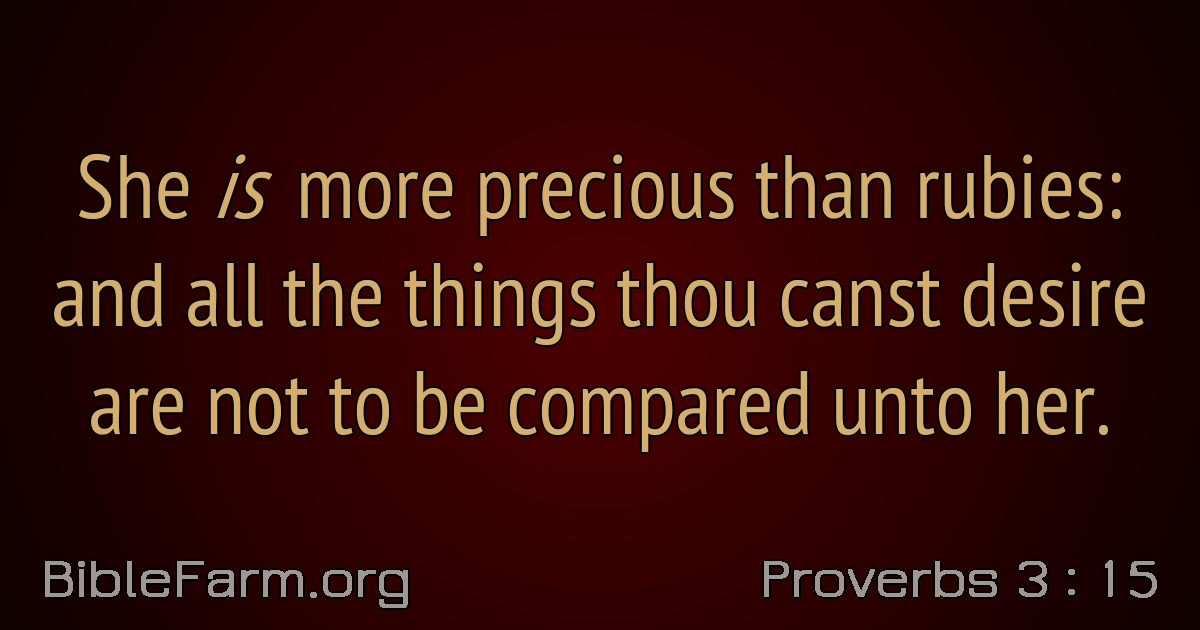 She is more precious than rubies:
and all the things thou canst desire
are not to be compared unto her.
BibleFarm.org
Proverbs 3 : 15